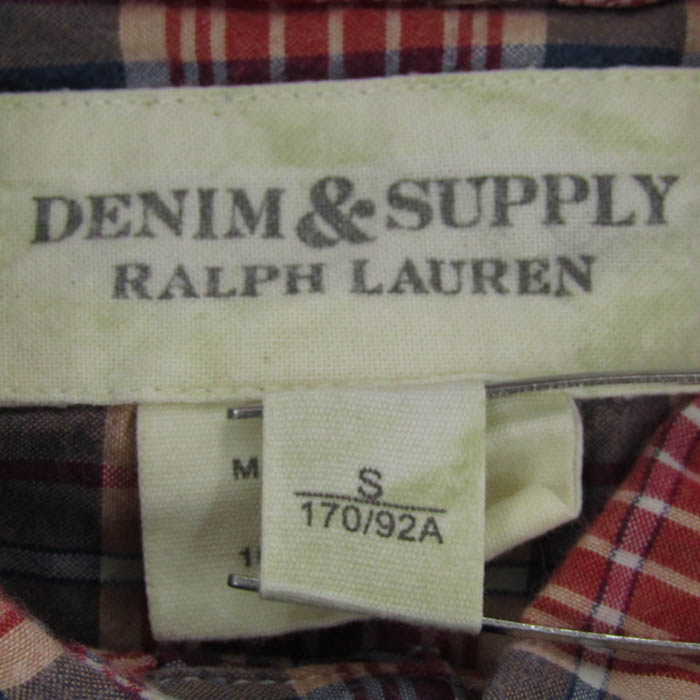 DENIM & SUPPLY
RALPH LAUREN
S
170/92A